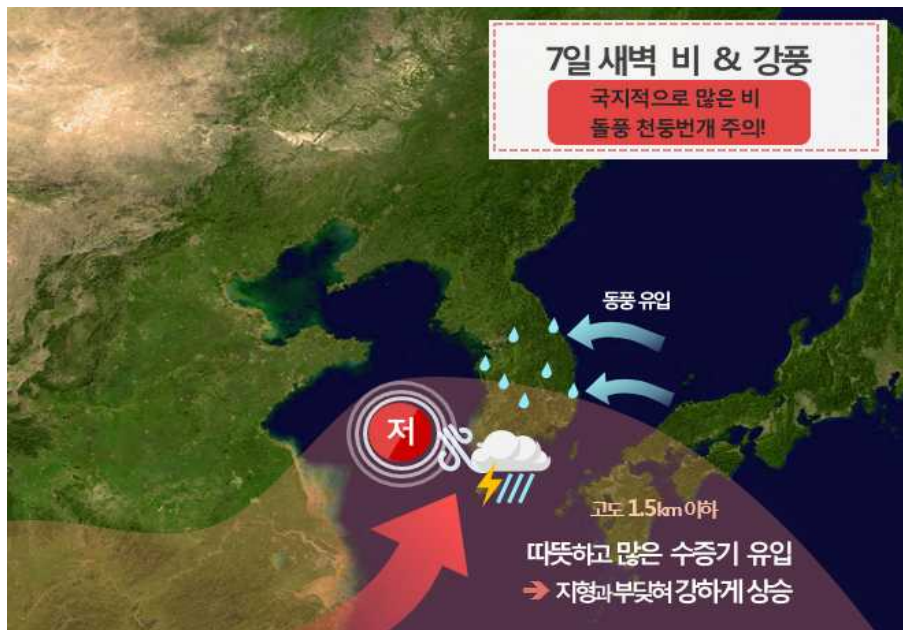 7일 새벽 비 & 강풍
국지적으로 많은 비
돌풍 천둥번개 주의!
동풍 유입
저
고도 1.5km 이하
따뜻하고 많은 수증기 유입
지형과 부딪혀 강하게 상승